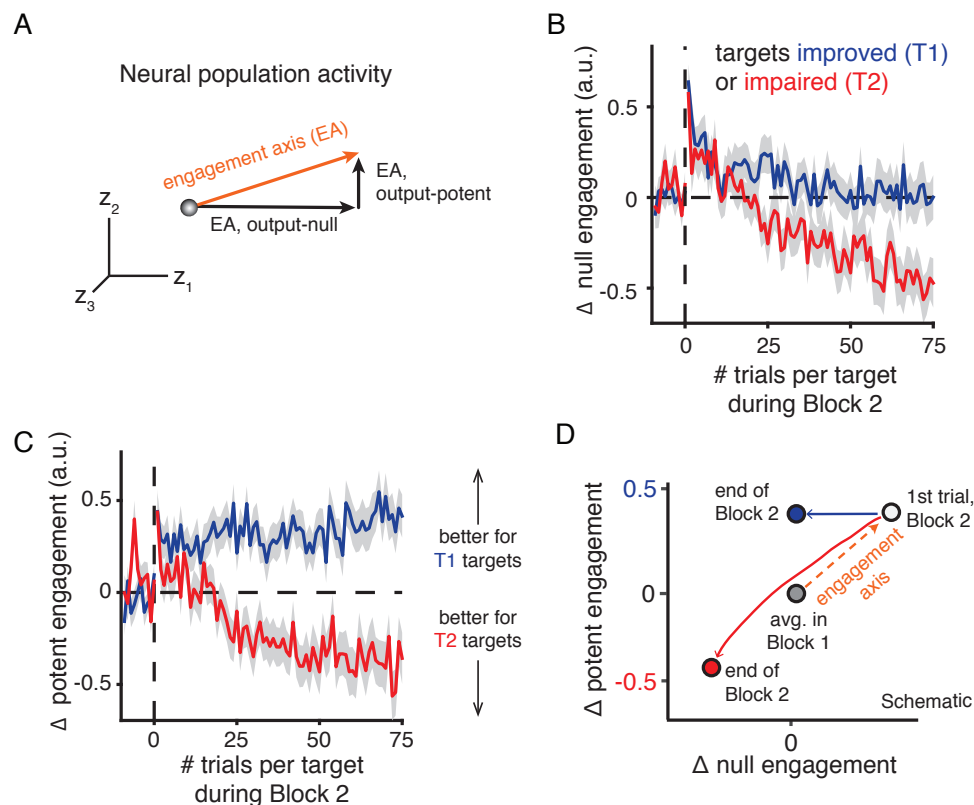 A
Neural population activity
engagement axis (EA)
EA,
output-potent
EA, output-null
z2
z1
z3
B
targets improved (T1)
or impaired (T2)
Δ null engagement (a.u.)
0.5
0
-0.5
0
25
50
75
# trials per target
during Block 2
C
Δ potent engagement (a.u.)
0.5
0
-0.5
0
25
50
75
# trials per target
during Block 2
better for
T1 targets
better for
T2 targets
D
Δ potent engagement
0.5
0
-0.5
end of
Block 2
1st trial,
Block 2
engagement
axis
avg. in
Block 1
end of
Block 2
Schematic
0
Δ null engagement